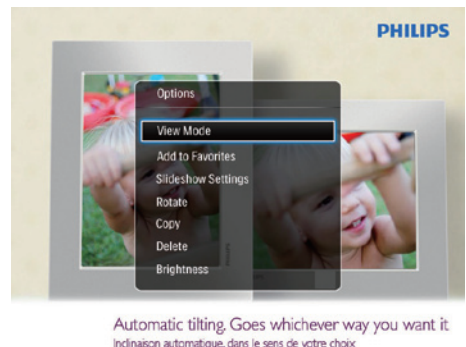 PHILIPS
Options
View Mode
Add to Favorites
Slideshow Settings
Rotate
Copy
Delete
Brightness
PHILIPS
Automatic tilting. Goes whichever way you want it
Inclinaison automatique, dans le sens de votre choix